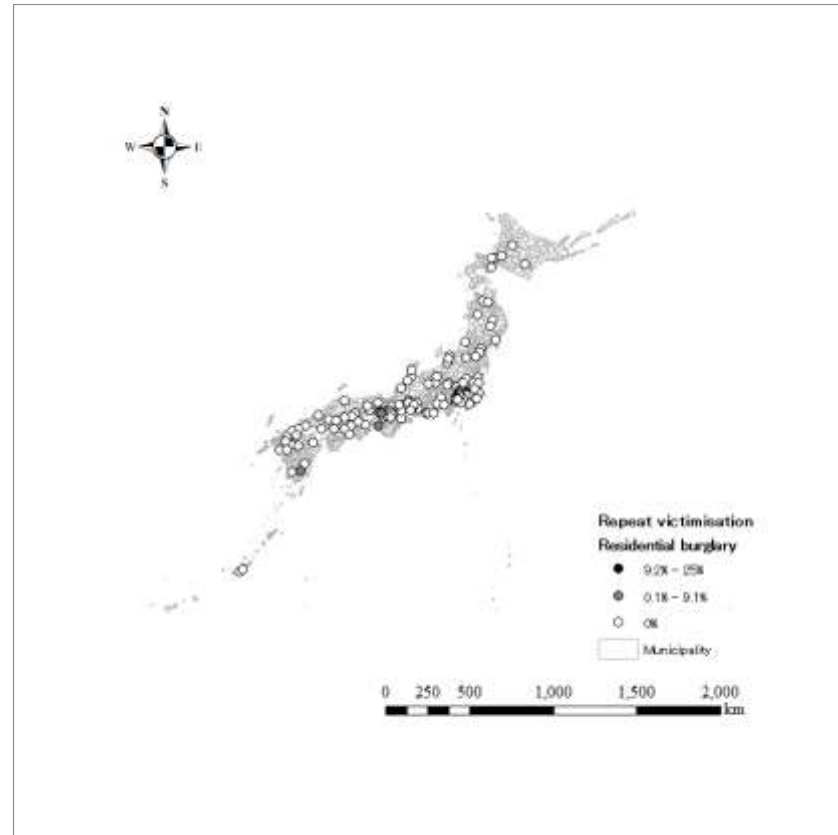 N
W E
S
Repeat victimisation
Residential burglary
9.2% - 25%
0.1% - 9.1%
0%
Municipality
0 250 500 1,000 1,500 2,000
km